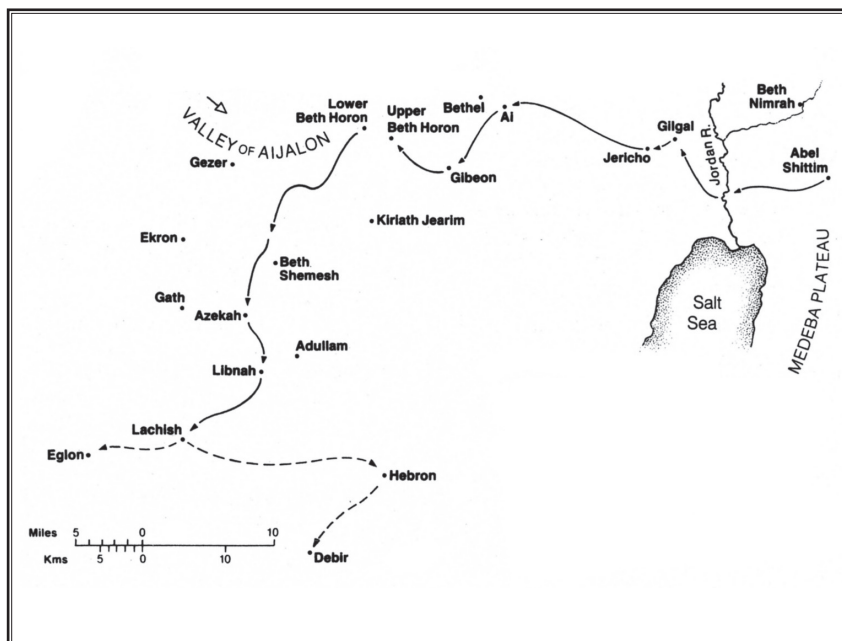 Beth
Nimrah
Lower
Beth Horon
Upper
Beth Horon
Bethel
Ai
VALLEY OF AIJALON
Gezer
Gibeon
Jericho
Gilgal
Jordan R.
Abel
Shittim
Kiriath Jearim
Ekron
Beth
Shemesh
Gath
Azekah
Salt
Sea
MEDEBA PLATEAU
Adullam
Libnah
Lachish
Eglon
Hebron
Miles 5 0 10
Kms 5 0 10
Debir